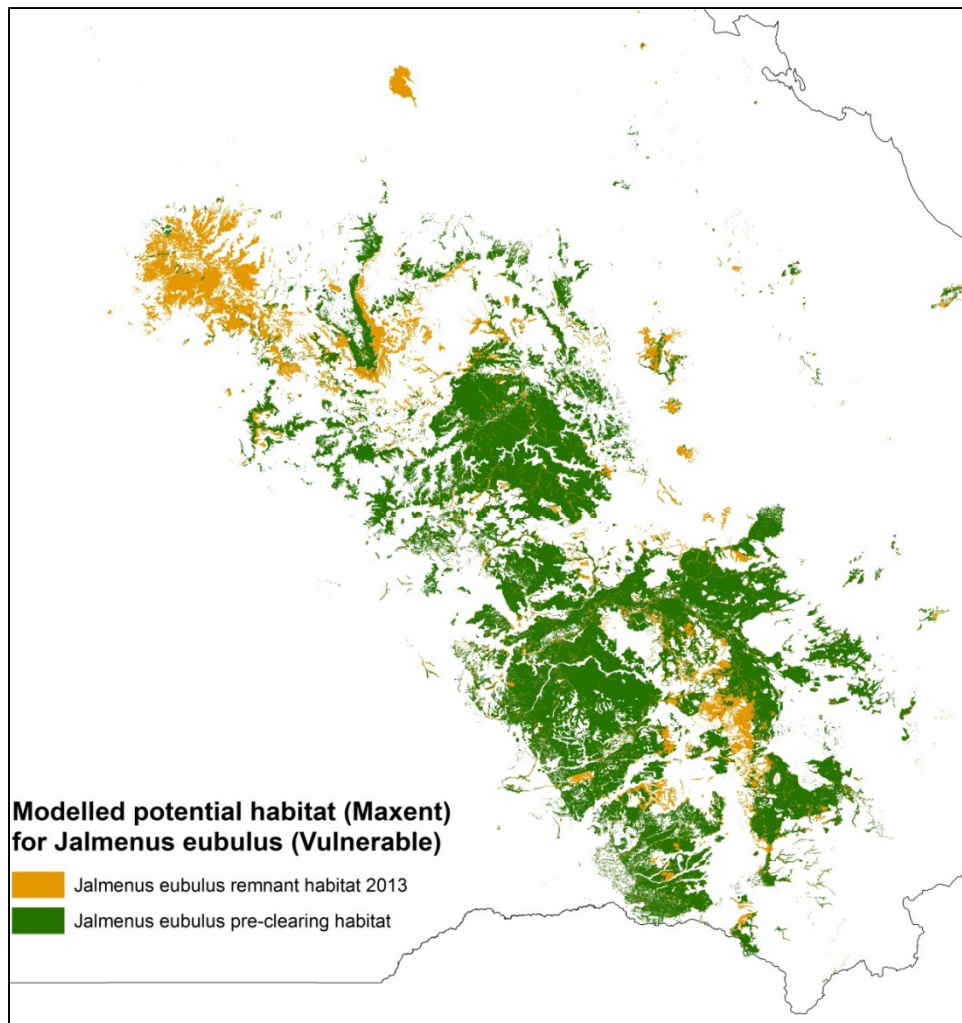 Modelled potential habitat (Maxent)
for Jalmenus eubulus (Vulnerable)
Jalmenus eubulus remnant habitat 2013
Jalmenus eubulus pre-clearing habitat